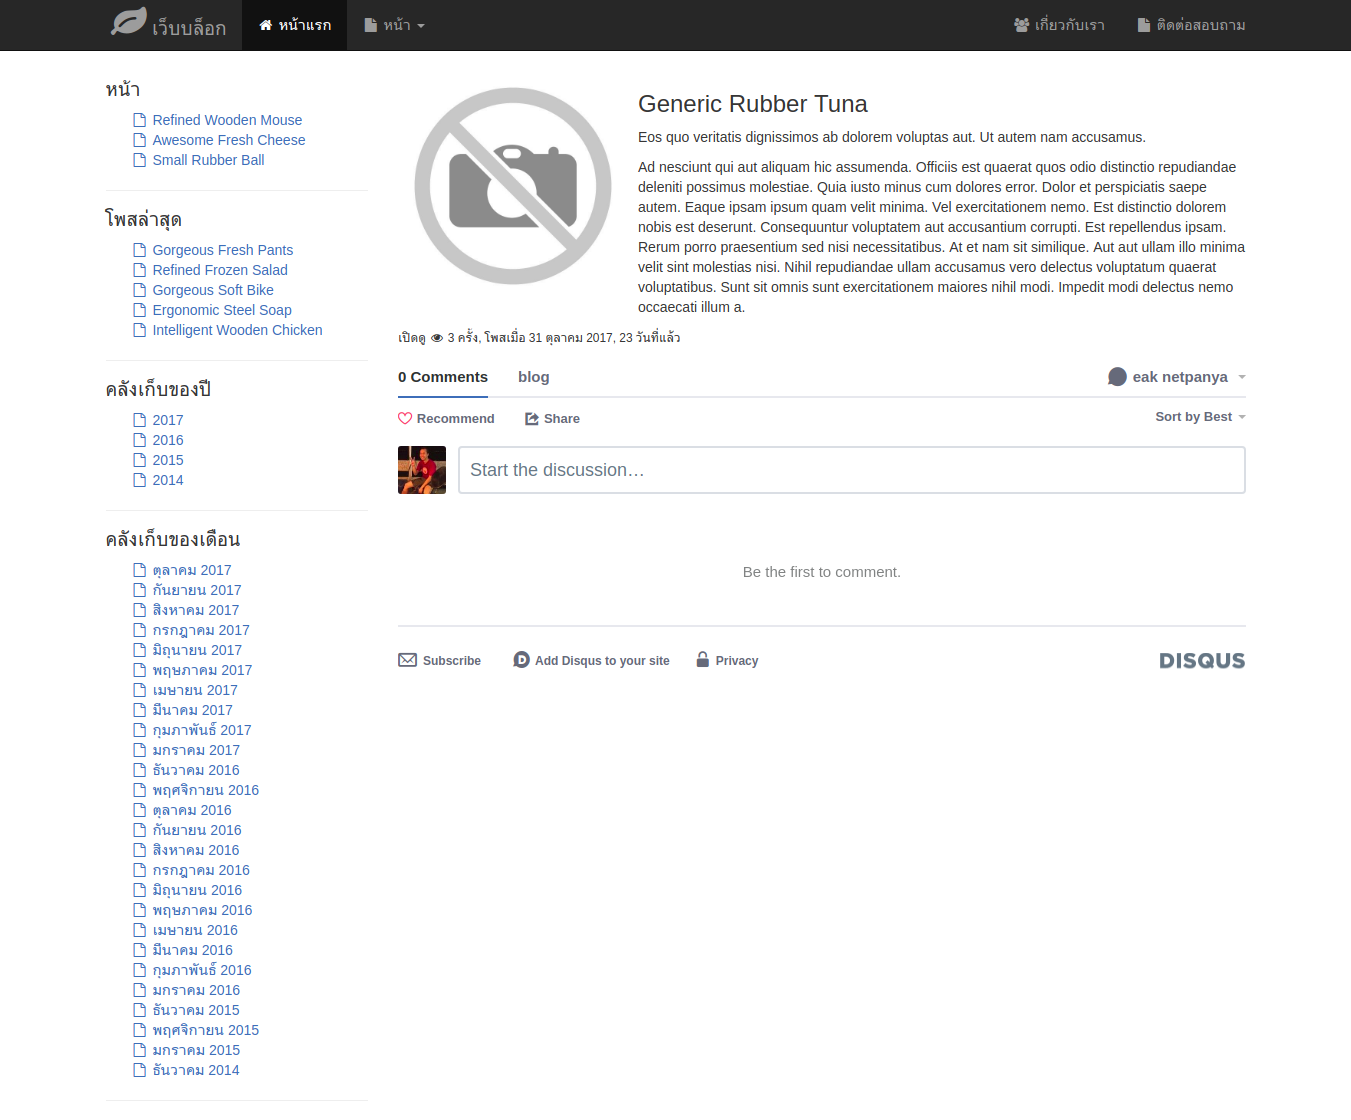 เว็บบล็อก
หน้าแรก
หน้า
เกี่ยวกับเรา
ติดต่อสอบถาม
หน้า
Refined Wooden Mouse
Awesome Fresh Cheese
Small Rubber Ball
โพสล่าสุด
Gorgeous Fresh Pants
Refined Frozen Salad
Gorgeous Soft Bike
Ergonomic Steel Soap
Intelligent Wooden Chicken
คลังเก็บของปี
2017
2016
2015
2014
คลังเก็บของเดือน
ตุลาคม 2017
กันยายน 2017
สิงหาคม 2017
กรกฎาคม 2017
มิถุนายน 2017
พฤษภาคม 2017
เมษายน 2017
มีนาคม 2017
กุมภาพันธ์ 2017
มกราคม 2017
ธันวาคม 2016
พฤศจิกายน 2016
ตุลาคม 2016
กันยายน 2016
สิงหาคม 2016
กรกฎาคม 2016
มิถุนายน 2016
พฤษภาคม 2016
เมษายน 2016
มีนาคม 2016
กุมภาพันธ์ 2016
มกราคม 2016
ธันวาคม 2015
พฤศจิกายน 2015
มกราคม 2015
ธันวาคม 2014
Generic Rubber Tuna
Eos quo veritatis dignissimos ab dolorem voluptas aut. Ut autem nam accusamus.
Ad nesciunt qui aut aliquam hic assumenda. Officiis est quaerat quos odio distinctio repudiandae
deleniti possimus molestiae. Quia iusto minus cum dolores error. Dolor et perspiciatis saepe
autem. Eaque ipsam ipsum quam velit minima. Vel exercitationem nemo. Est distinctio dolorem
nobis est deserunt. Consequuntur voluptatem aut accusantium corrupti. Est repellendus ipsam.
Rerum porro praesentium sed nisi necessitatibus. At et nam sit similique. Aut aut ullam illo minima
velit sint molestias nisi. Nihil repudiandae ullam accusamus vero delectus voluptatum quaerat
voluptatibus. Sunt sit omnis sunt exercitationem maiores nihil modi. Impedit modi delectus nemo
occaecati illum a.
เปิดดู 3 ครั้ง, โพสเมื่อ 31 ตุลาคม 2017, 23 วันที่แล้ว
0 Comments
blog
eak netpanya
Recommend
Share
Sort by Best
Start the discussion…
Be the first to comment.
Subscribe
D Add Disqus to your site
Privacy
DISQUS